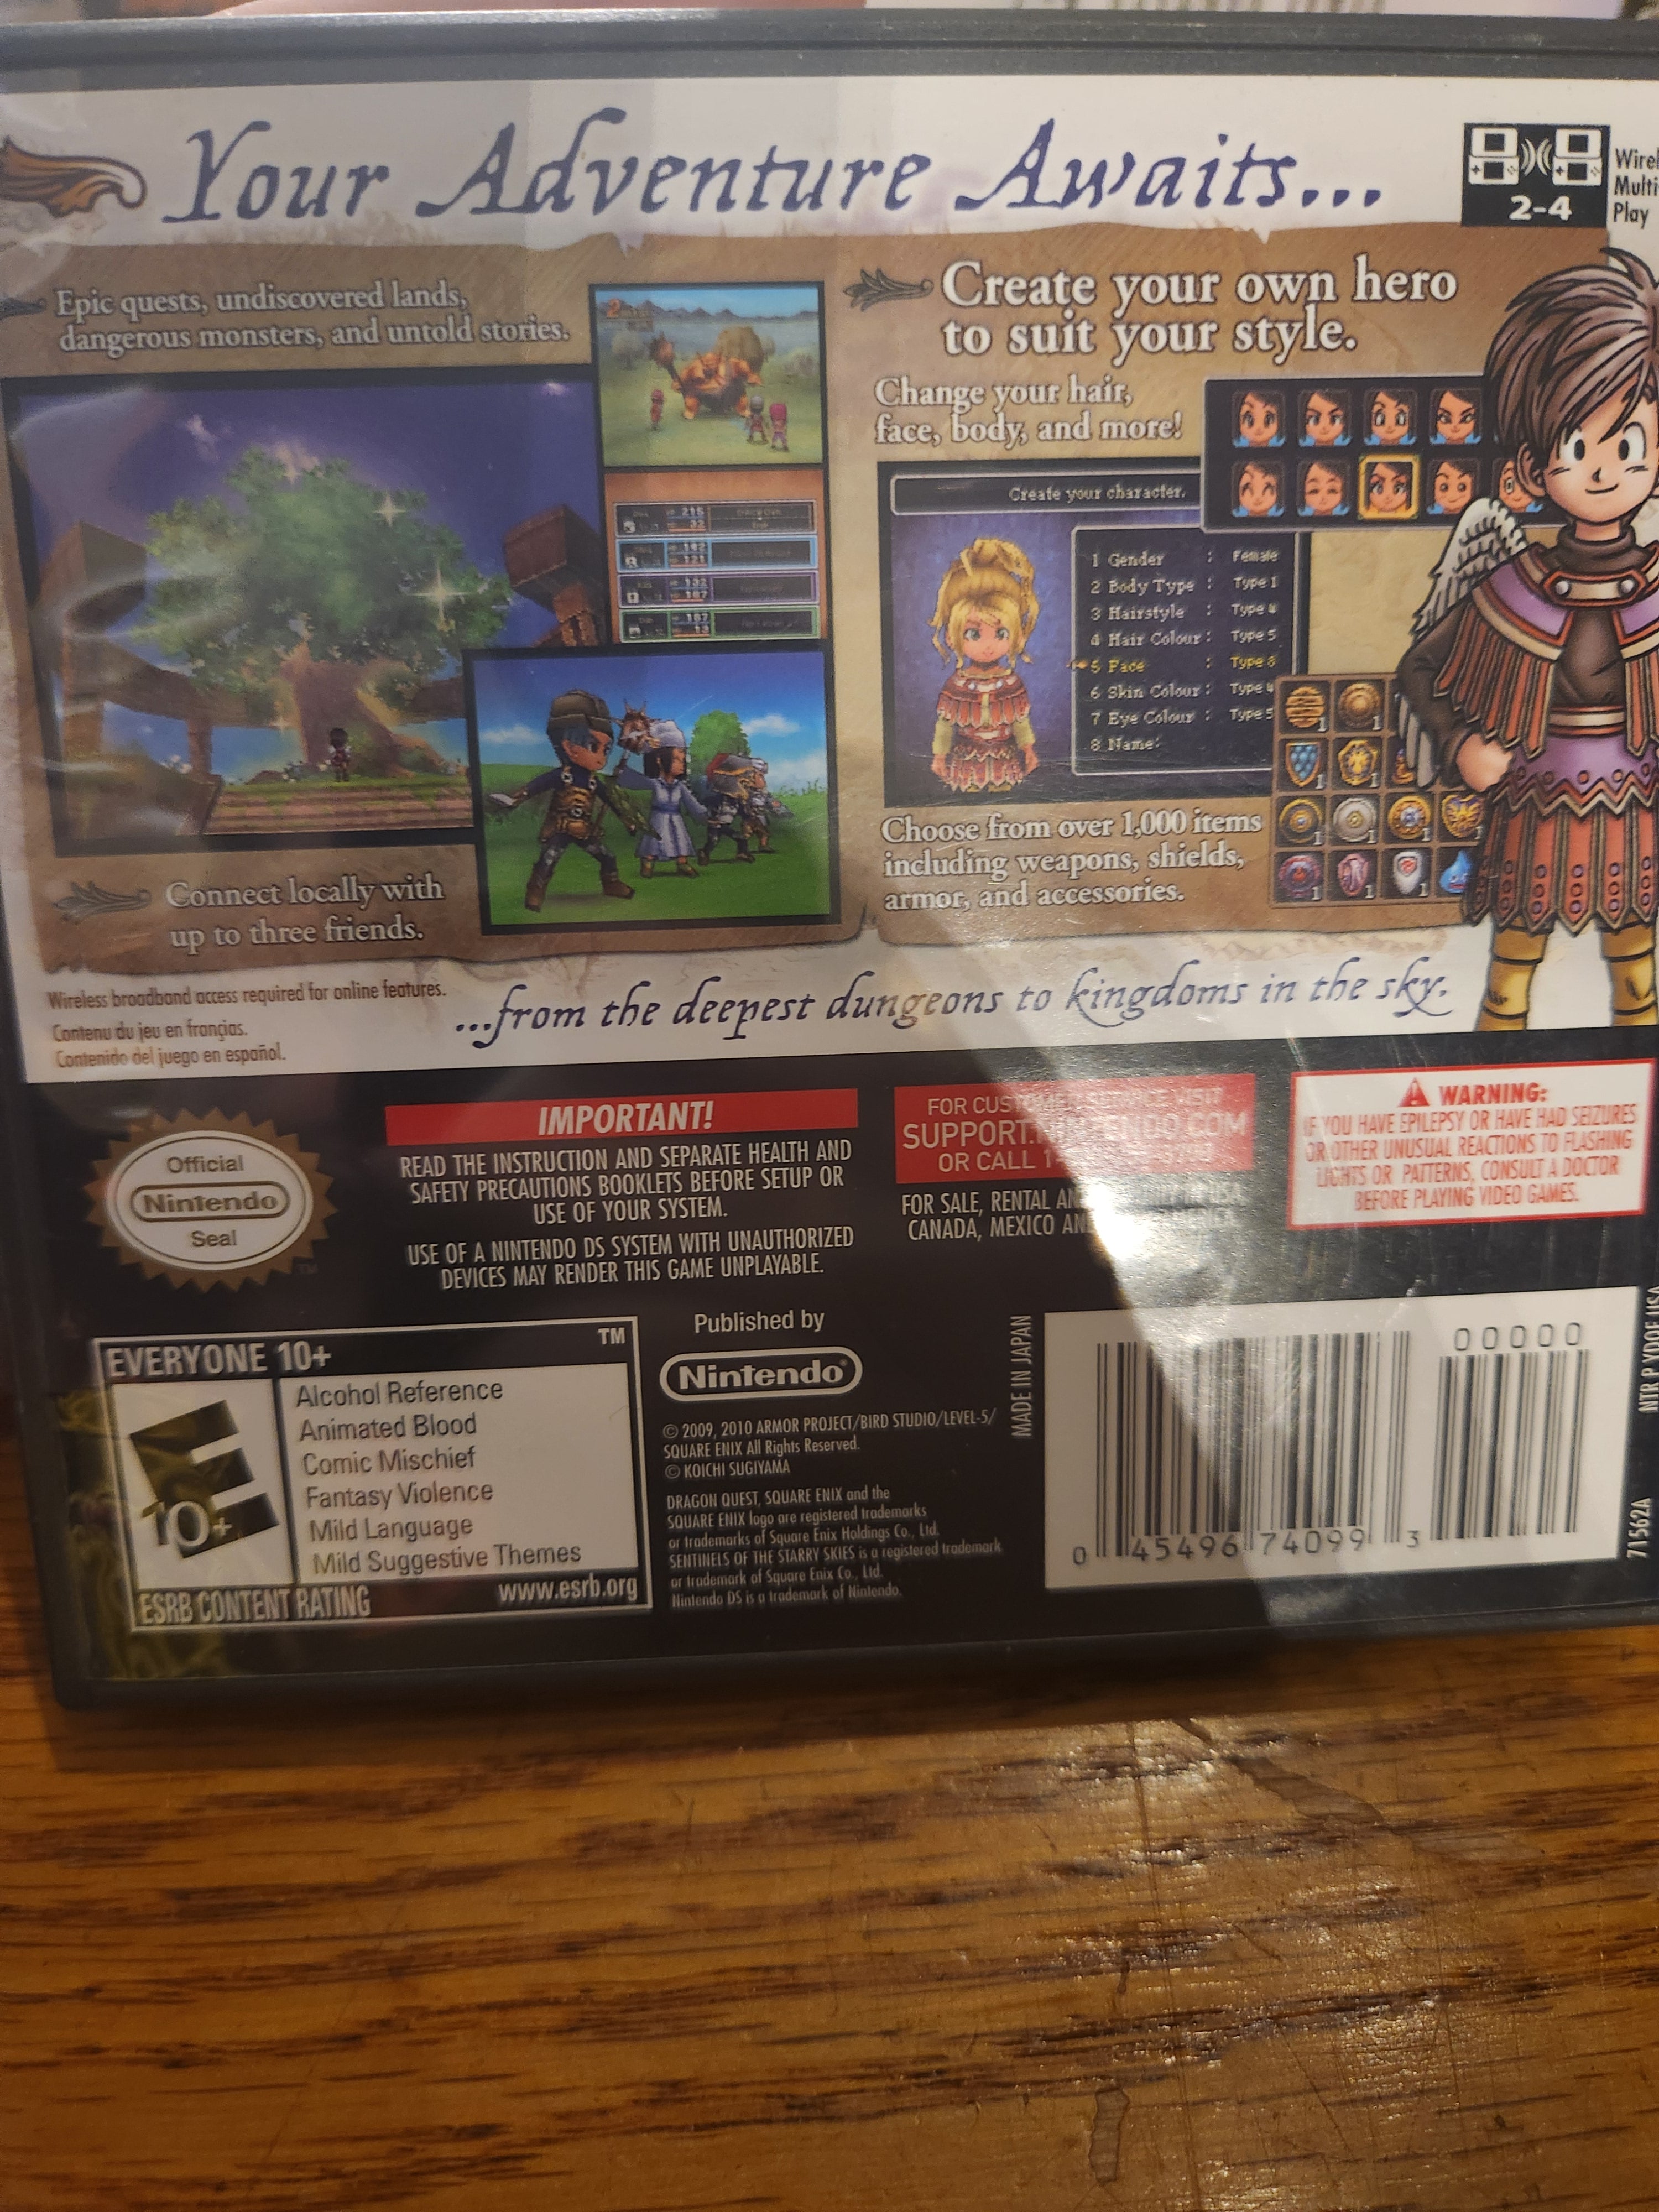 Your Adventure Awaits...
2-4
Play
Epic quests, undiscovered lands,
dangerous monsters, and untold stories.
Create your own hero
to suit your style.
Change your hair,
face, body, and more!
Create your character.
1 Gender : Female
2 Body Type : Type 1
3 Hairstyle : Type 4
4 Hair Colour : Type 5
5 Face : Type 8
6 Skin Colour : Type 4
7 Eye Colour : Type 5
8 Name:
Choose from over 1,000 items
including weapons, shields,
armor, and accessories.
Connect locally with
up to three friends.
Wireless broadband access required for online features.
Contenu du jeu en français.
Contenido del juego en español.
...from the deepest dungeons to kingdoms in the sky.
Official
Nintendo
Seal
IMPORTANT!
READ THE INSTRUCTION AND SEPARATE HEALTH AND
SAFETY PRECAUTIONS BOOKLETS BEFORE SETUP OR
USE OF YOUR SYSTEM.
USE OF A NINTENDO DS SYSTEM WITH UNAUTHORIZED
DEVICES MAY RENDER THIS GAME UNPLAYABLE.
FOR CUSTOMER SERVICE VISIT
SUPPORT.NINTENDO.COM
OR CALL
FOR SALE, RENTAL AND
CANADA, MEXICO AND
WARNING:
IF YOU HAVE EPILEPSY OR HAVE HAD SEIZURES
OR OTHER UNUSUAL REACTIONS TO FLASHING
LIGHTS OR PATTERNS, CONSULT A DOCTOR
BEFORE PLAYING VIDEO GAMES.
EVERYONE 10+ TM
E
10+
Alcohol Reference
Animated Blood
Comic Mischief
Fantasy Violence
Mild Language
Mild Suggestive Themes
ESRB CONTENT RATING www.esrb.org
Published by
Nintendo®
© 2009, 2010 ARMOR PROJECT/BIRD STUDIO/LEVEL-5/
SQUARE ENIX All Rights Reserved.
© KOICHI SUGIYAMA
DRAGON QUEST, SQUARE ENIX and the
SQUARE ENIX logo are registered trademarks
or trademarks of Square Enix Holdings Co., Ltd.
SENTINELS OF THE STARRY SKIES is a registered trademark
or trademark of Square Enix Co., Ltd.
Nintendo DS is a trademark of Nintendo.
MADE IN JAPAN
00000
0 45496 74099 3
71562A